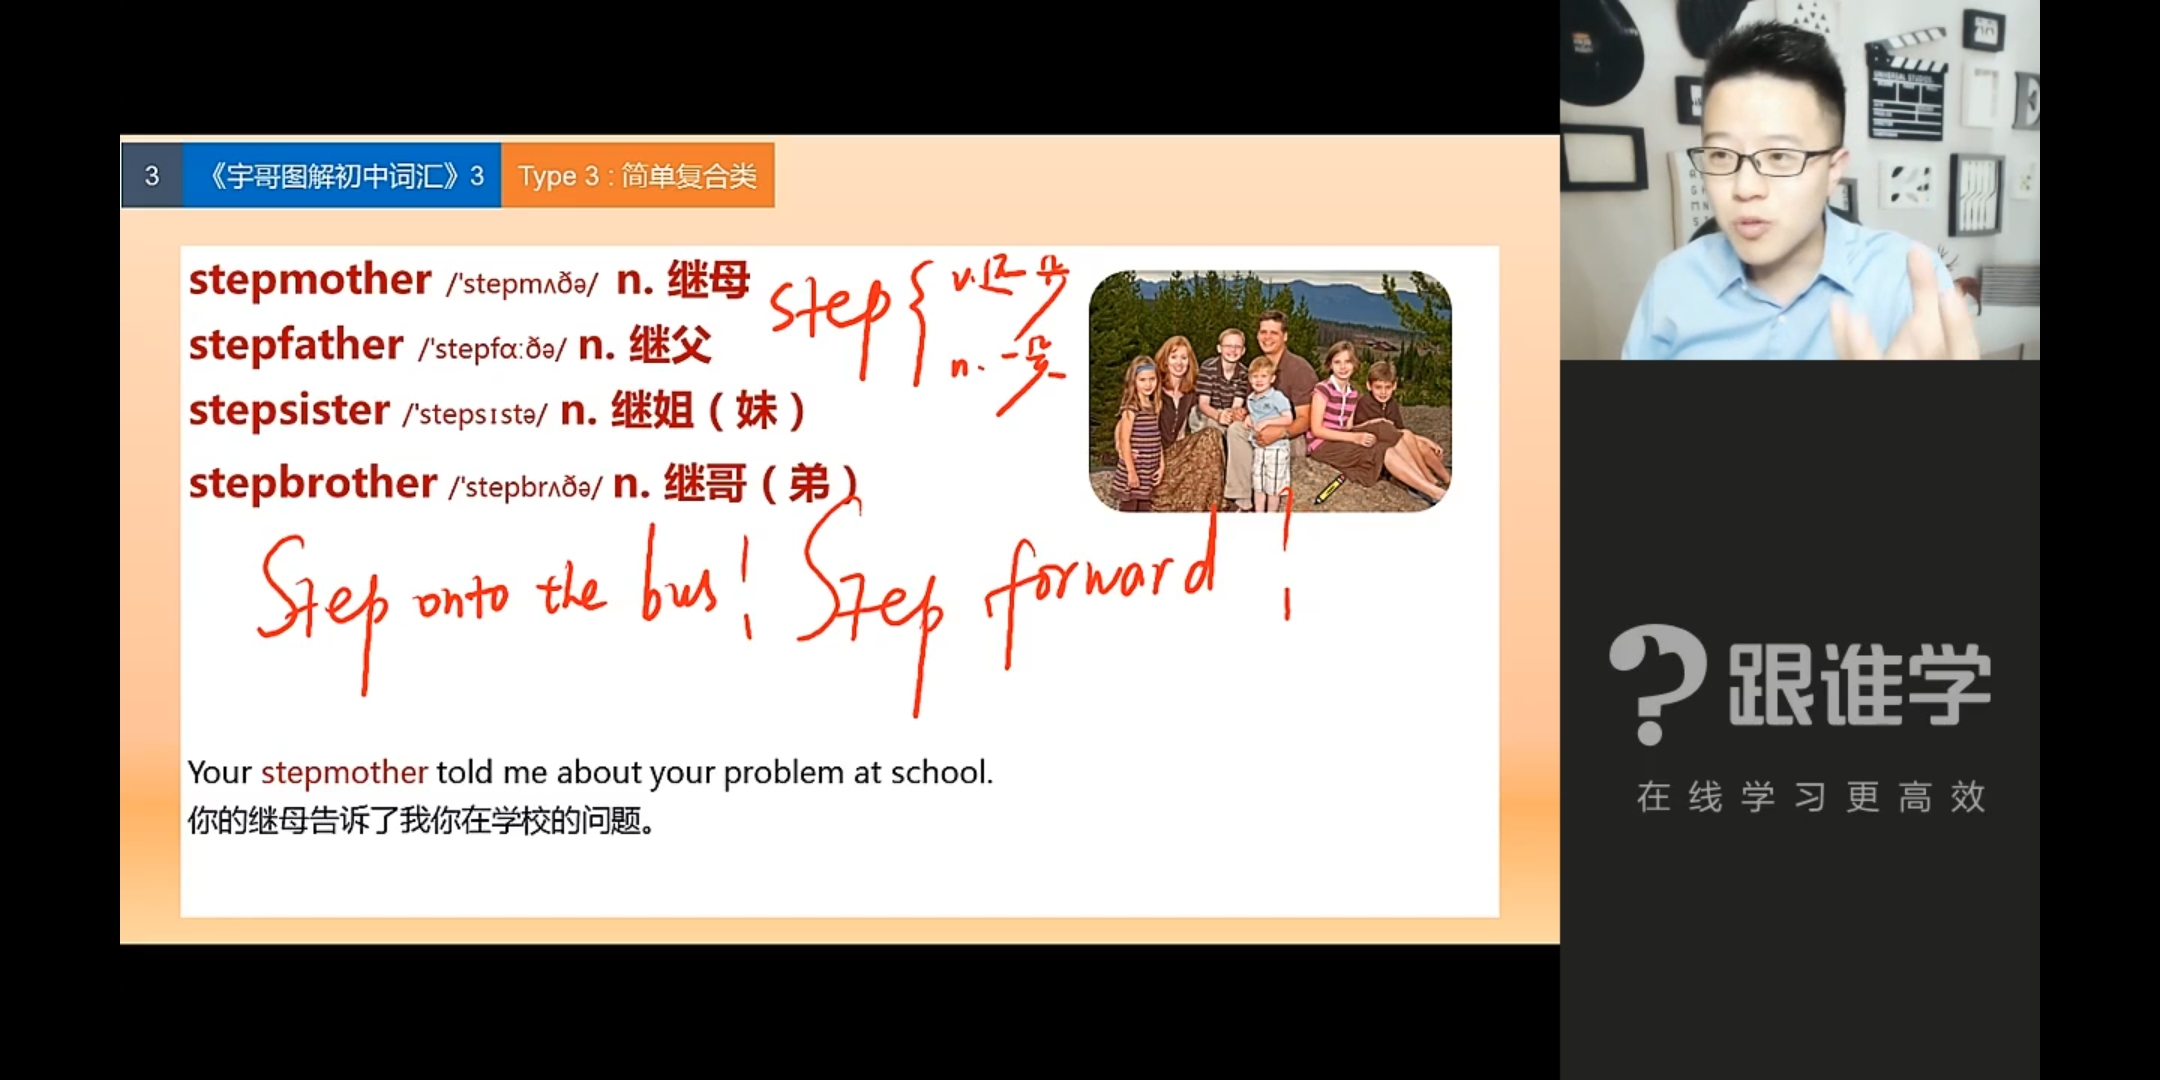 3 《宇哥图解初中词汇》3 Type 3 : 简单复合类
stepmother /'stepmʌðə/ n. 继母
step { v. 迈步
n. 一步
stepfather /'stepfɑːðə/ n. 继父
stepsister /'stepsɪstə/ n. 继姐（妹）
stepbrother /'stepbrʌðə/ n. 继哥（弟）
Step onto the bus! Step forward!
Your stepmother told me about your problem at school.
你的继母告诉了我你在学校的问题。
跟谁学
在线学习更高效